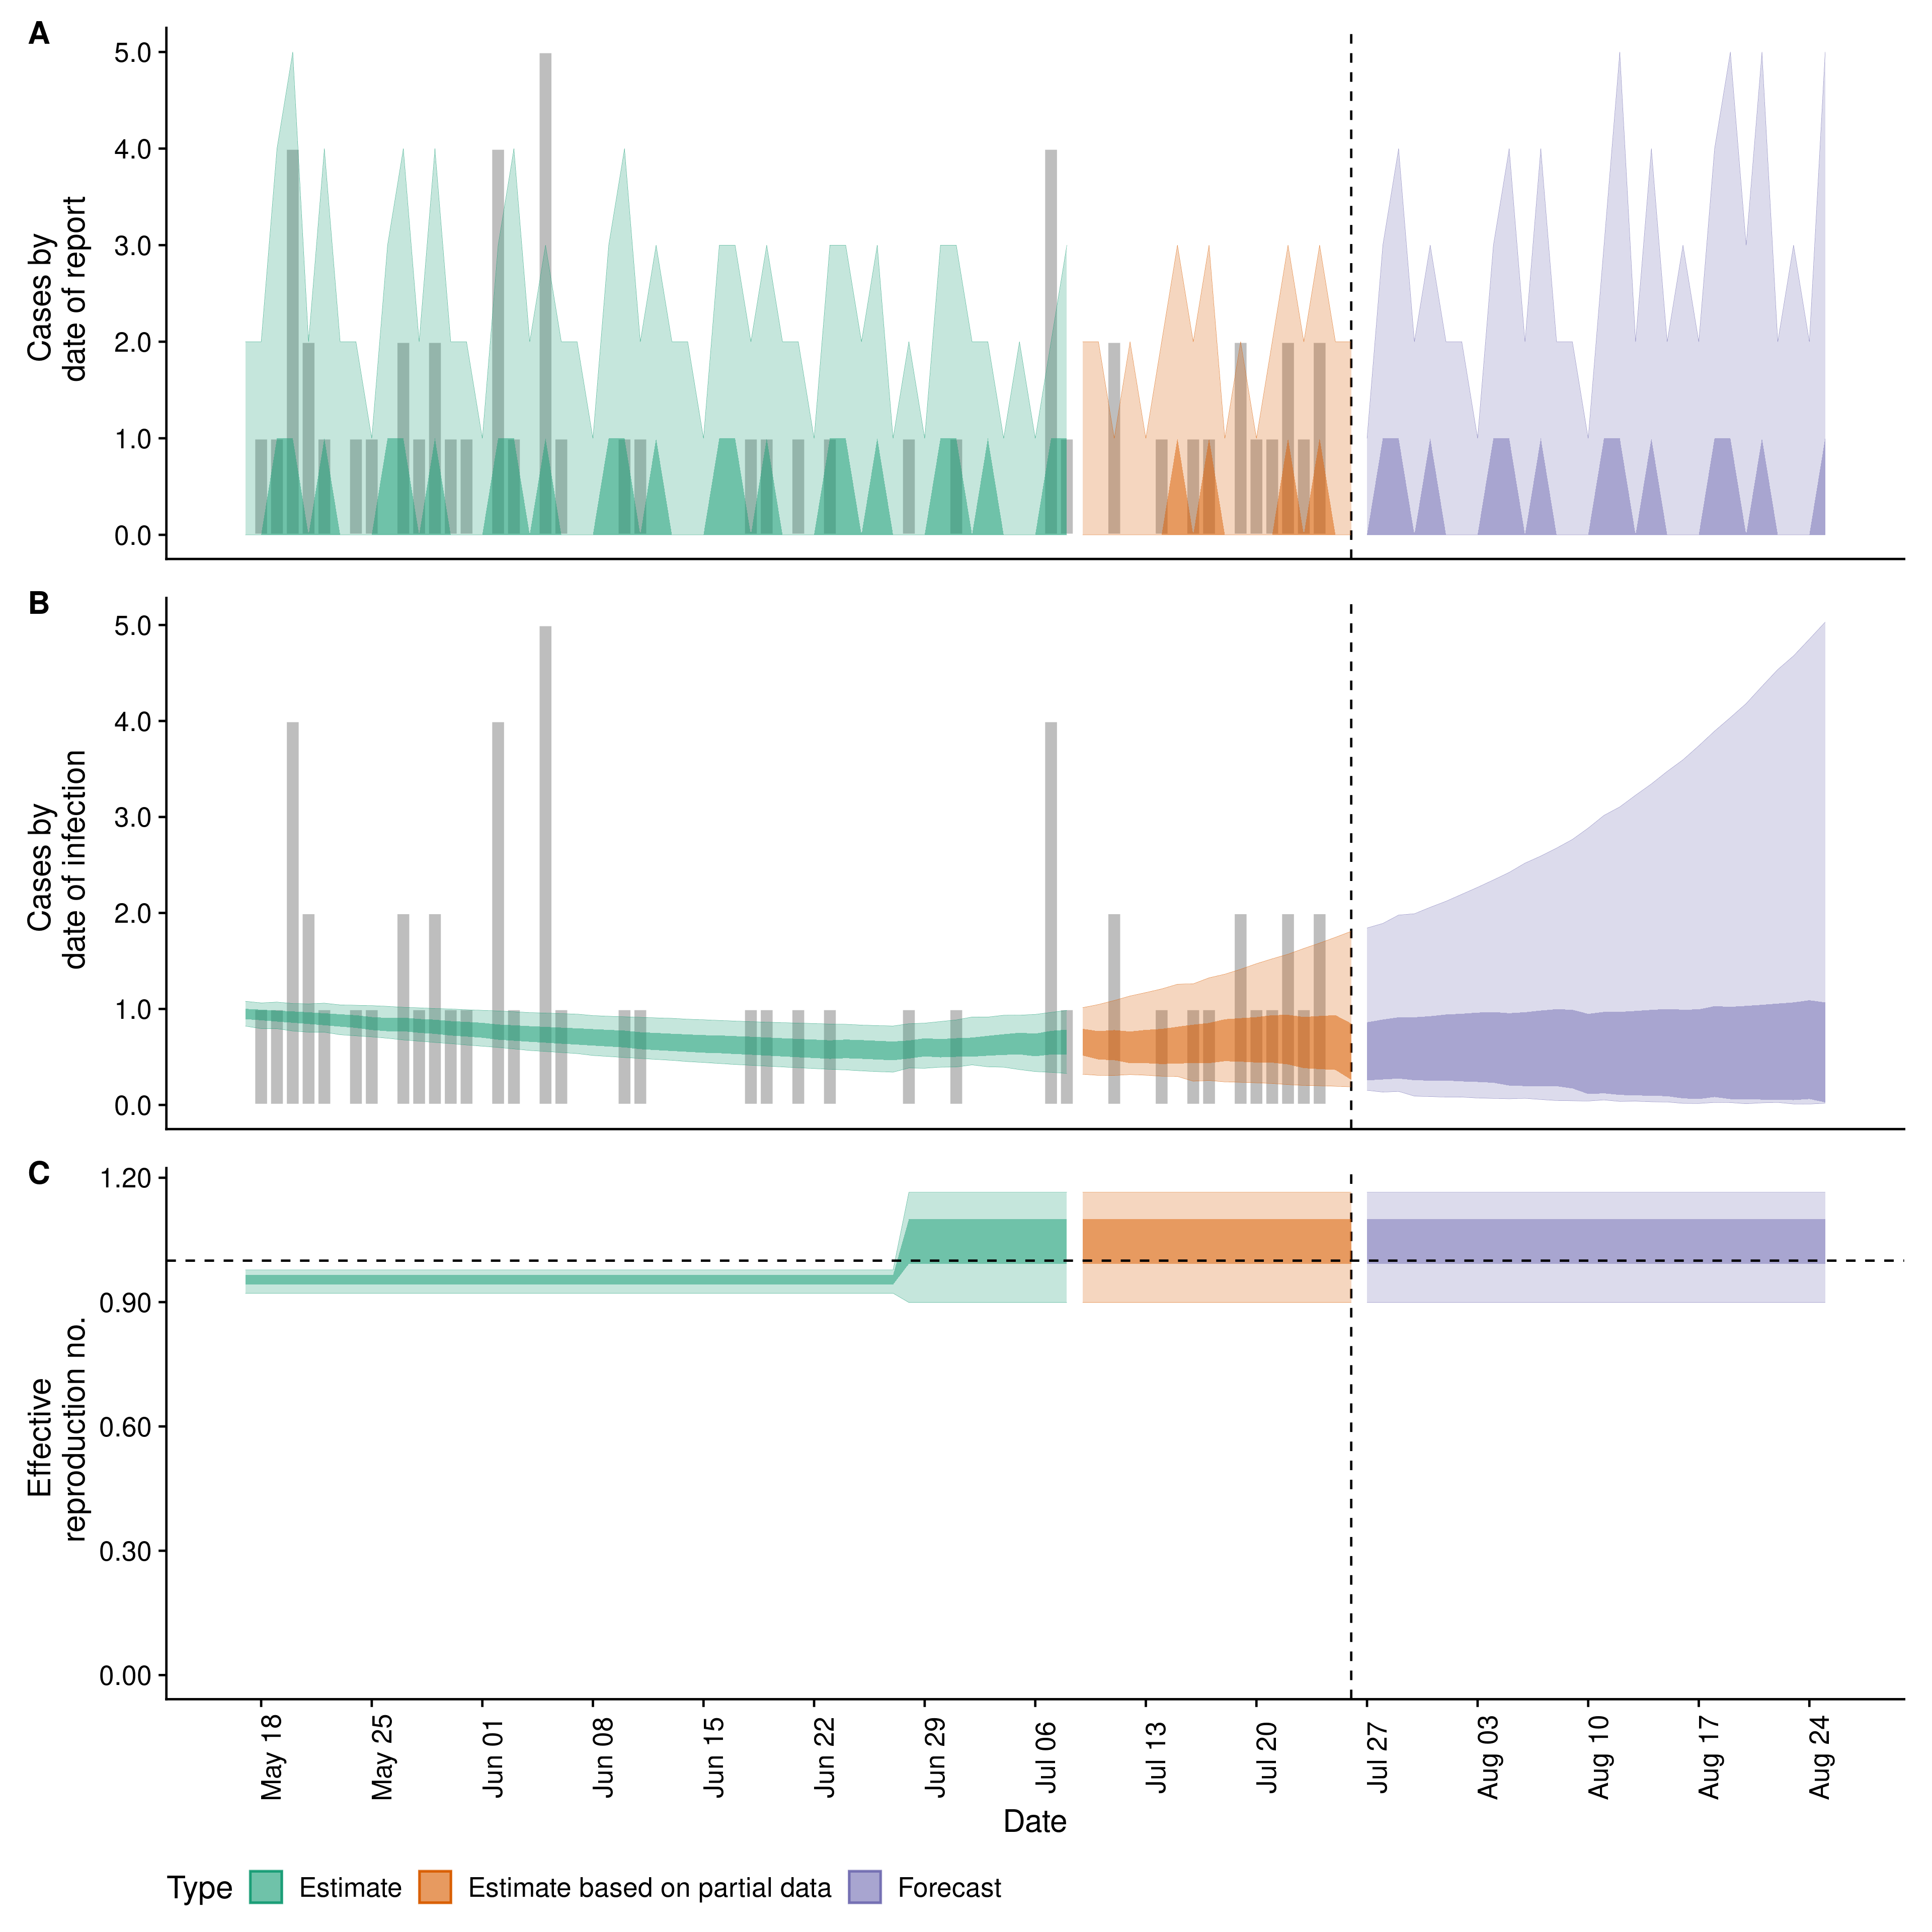 A
5.0
4.0
3.0
2.0
1.0
0.0
Cases by
date of report
B
5.0
4.0
3.0
2.0
1.0
0.0
Cases by
date of infection
C
1.20
0.90
0.60
0.30
0.00
Effective
reproduction no.
May 18
May 25
Jun 01
Jun 08
Jun 15
Jun 22
Jun 29
Jul 06
Jul 13
Jul 20
Jul 27
Aug 03
Aug 10
Aug 17
Aug 24
Date
Type Estimate Estimate based on partial data Forecast